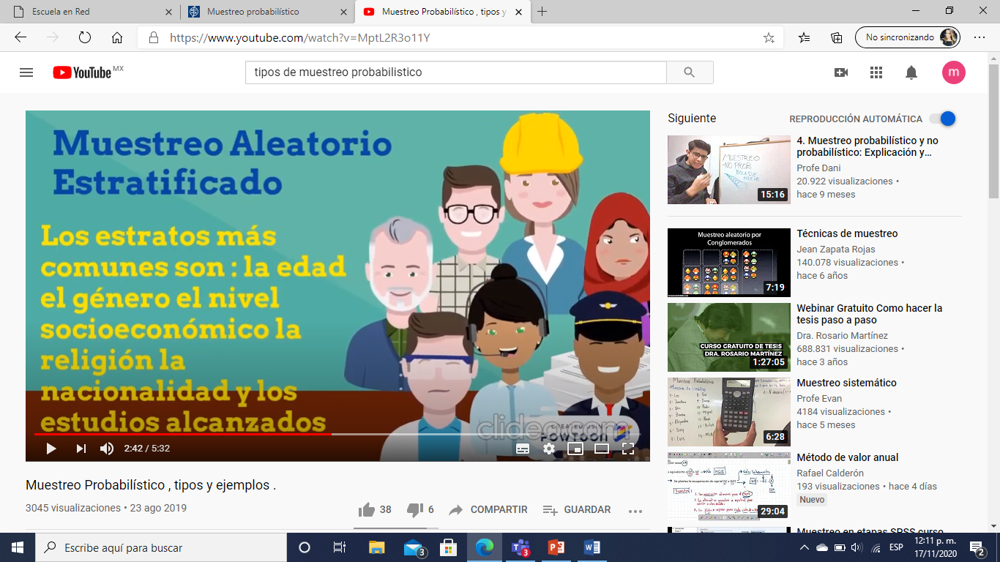 Escuela en Red
Muestreo probabilístico
Muestreo Probabilístico , tipos y
https://www.youtube.com/watch?v=MptL2R3o11Y
No sincronizando
YouTube MX
tipos de muestreo probabilistico
m
Muestreo Aleatorio
Estratificado
Los estratos más
comunes son : la edad
el género el nivel
socioeconómico la
religión la
nacionalidad y los
estudios alcanzados
2:42 / 5:32
POWTOON
Muestreo Probabilístico , tipos y ejemplos .
3045 visualizaciones • 23 ago 2019
38
6
COMPARTIR
GUARDAR
Siguiente
REPRODUCCIÓN AUTOMÁTICA
MUESTREO
15:16
4. Muestreo probabilístico y no
probabilístico: Explicación y…
Profe Dani
20.922 visualizaciones •
hace 9 meses
Muestreo aleatorio por
Conglomerados
7:19
Técnicas de muestreo
Jean Zapata Rojas
140.078 visualizaciones •
hace 6 años
CURSO GRATUITO DE TESIS
DRA. ROSARIO MARTÍNEZ
1:27:05
Webinar Gratuito Como hacer la
tesis paso a paso
Dra. Rosario Martínez
688.831 visualizaciones •
hace 3 años
6:28
Muestreo sistemático
Profe Evan
4184 visualizaciones •
hace 5 meses
29:04
Método de valor anual
Rafael Calderón
193 visualizaciones • hace 4 días
Nuevo
Muestreo en etapas SPSS curso
Escribe aquí para buscar
3
3
ESP
12:11 p. m.
17/11/2020
2